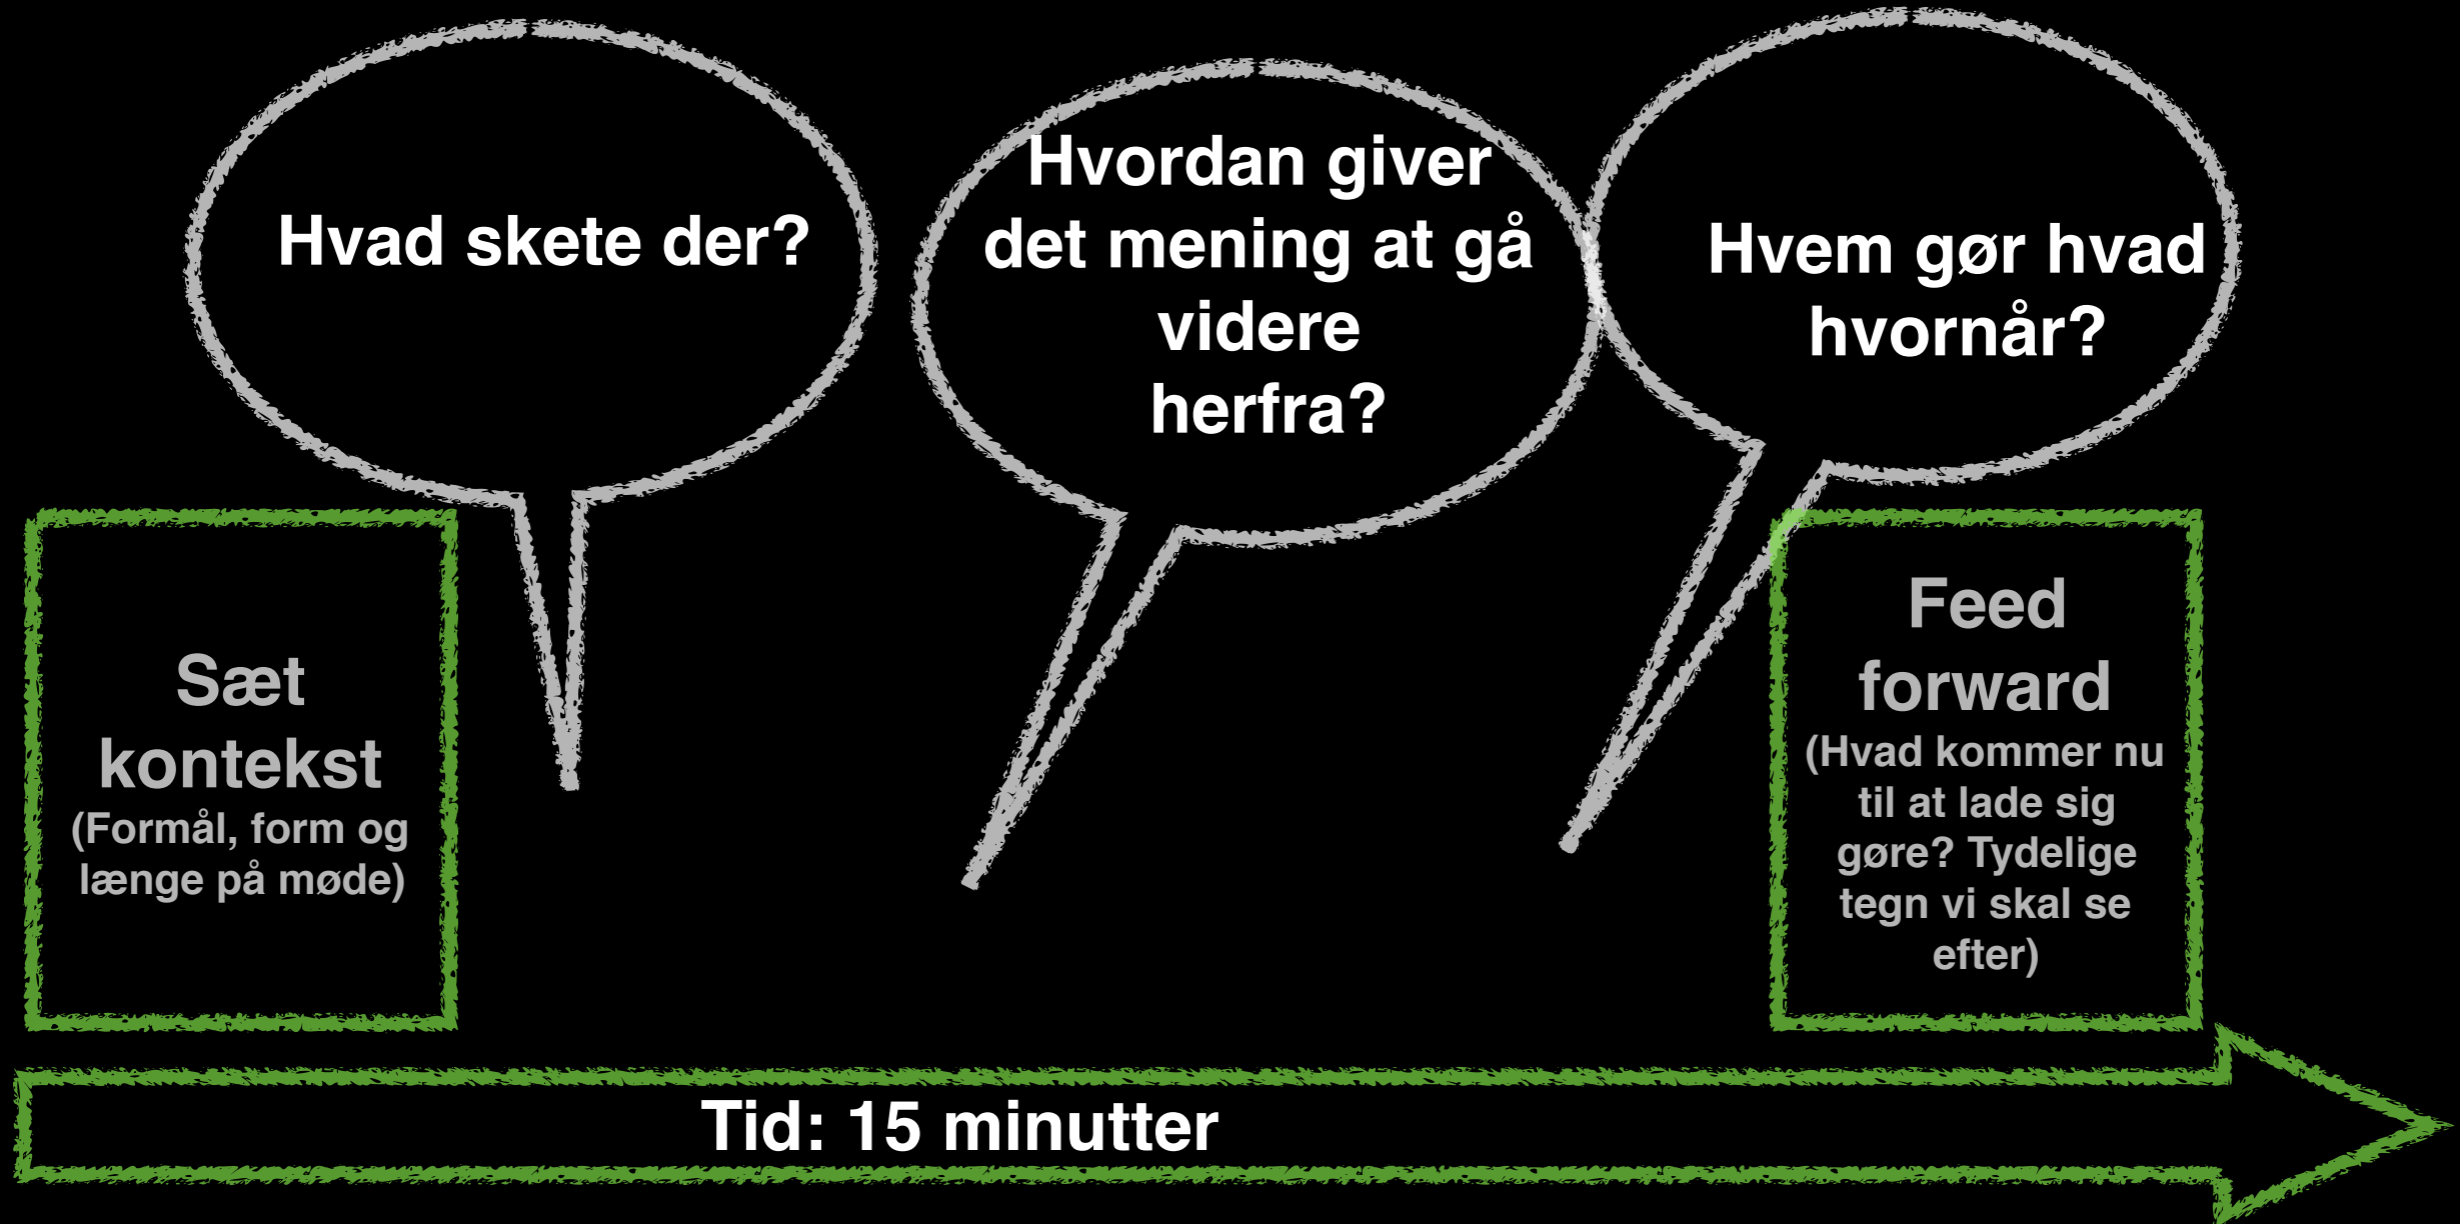 Hvad skete der?
Hvordan giver
det mening at gå
videre
herfra?
Hvem gør hvad
hvornår?
Sæt
kontekst
(Formål, form og
længe på møde)
Feed
forward
(Hvad kommer nu
til at lade sig
gøre? Tydelige
tegn vi skal se
efter)
Tid: 15 minutter